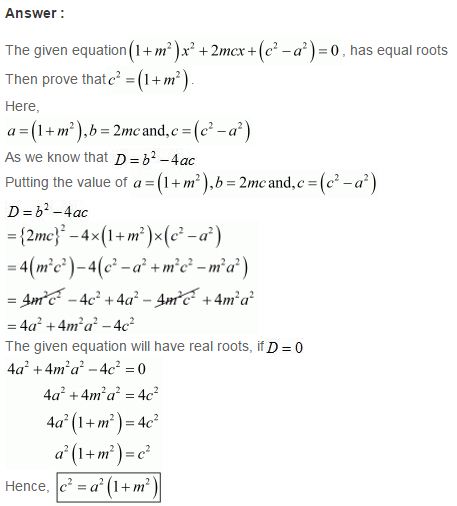 Answer :
The given equation (1+m²)x² + 2mcx + (c² – a²) = 0 , has equal roots
Then prove that c² = (1+m²) .
Here,
a = (1+m²), b = 2mc and, c = (c² – a²)
As we know that D = b² – 4ac
Putting the value of a = (1+m²), b = 2mc and, c = (c² – a²)
D = b² – 4ac
= {2mc}² – 4×(1+m²)×(c² – a²)
= 4(m²c²) – 4(c² – a² + m²c² – m²a²)
= 4m²c² – 4c² + 4a² – 4m²c² + 4m²a²
= 4a² + 4m²a² – 4c²
The given equation will have real roots, if D = 0
4a² + 4m²a² – 4c² = 0
4a² + 4m²a² = 4c²
4a²(1+m²) = 4c²
a²(1+m²) = c²
Hence, c² = a²(1+m²)